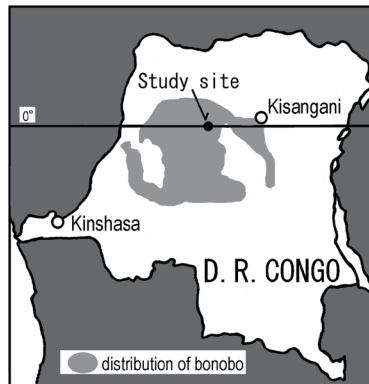 Study site
Kisangani
0°
Kinshasa
D. R. CONGO
distribution of bonobo